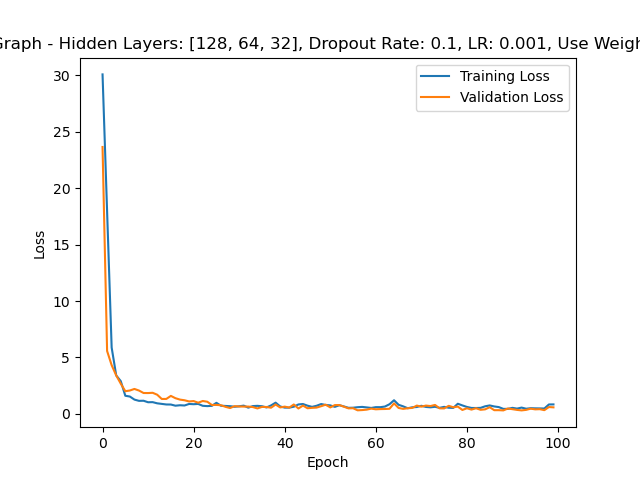 Graph - Hidden Layers: [128, 64, 32], Dropout Rate: 0.1, LR: 0.001, Use
Training Loss
Validation Loss
30
25
20
15
10
5
0
Loss
0
20
40
60
80
100
Epoch